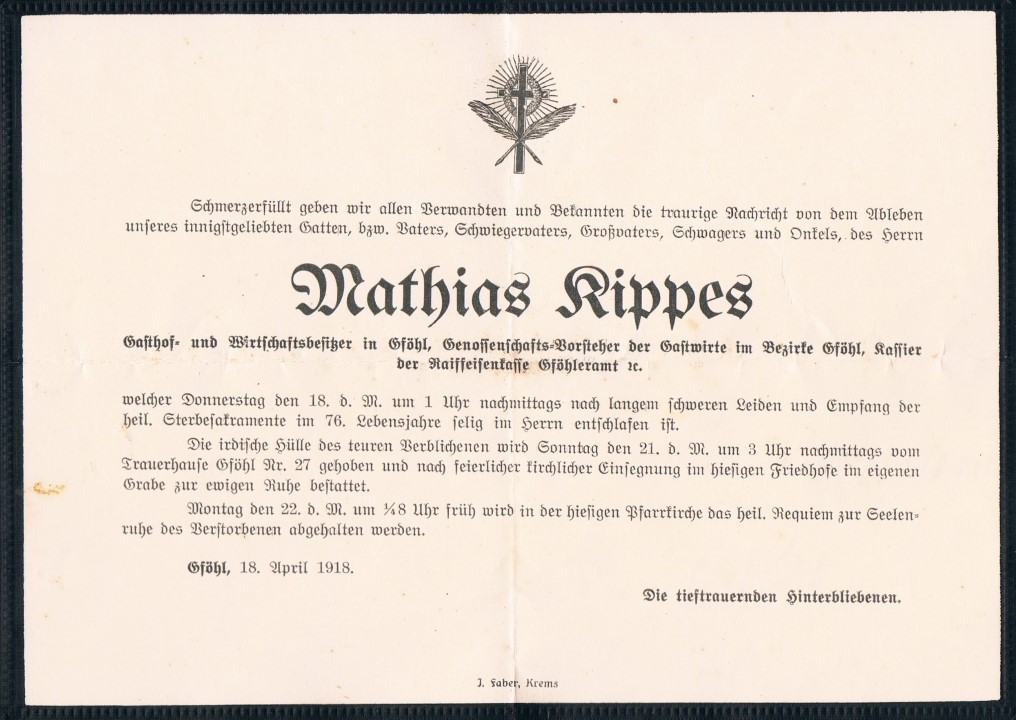 Schmerzerfüllt geben wir allen Verwandten und Bekannten die traurige Nachricht von dem Ableben
unseres innigstgeliebten Gatten, bzw. Vaters, Schwiegervaters, Großvaters, Schwagers und Onkels, des Herrn
Mathias Kippes
Gasthof- und Wirtschaftsbesitzer in Gföhl, Genossenschafts-Vorsteher der Gastwirte im Bezirke Gföhl, Kassier
der Raiffeisenkasse Gföhleramt ꝛc.
welcher Donnerstag den 18. d. M. um 1 Uhr nachmittags nach langem schweren Leiden und Empfang der
heil. Sterbesakramente im 76. Lebensjahre selig im Herrn entschlafen ist.
Die irdische Hülle des teuren Verblichenen wird Sonntag den 21. d. M. um 3 Uhr nachmittags vom
Trauerhause Gföhl Nr. 27 gehoben und nach feierlicher kirchlicher Einsegnung im hiesigen Friedhofe im eigenen
Grabe zur ewigen Ruhe bestattet.
Montag den 22. d. M. um ¼8 Uhr früh wird in der hiesigen Pfarrkirche das heil. Requiem zur Seelen-
ruhe des Verstorbenen abgehalten werden.
Gföhl, 18. April 1918.
Die tieftrauernden Hinterbliebenen.
J. Faber, Krems